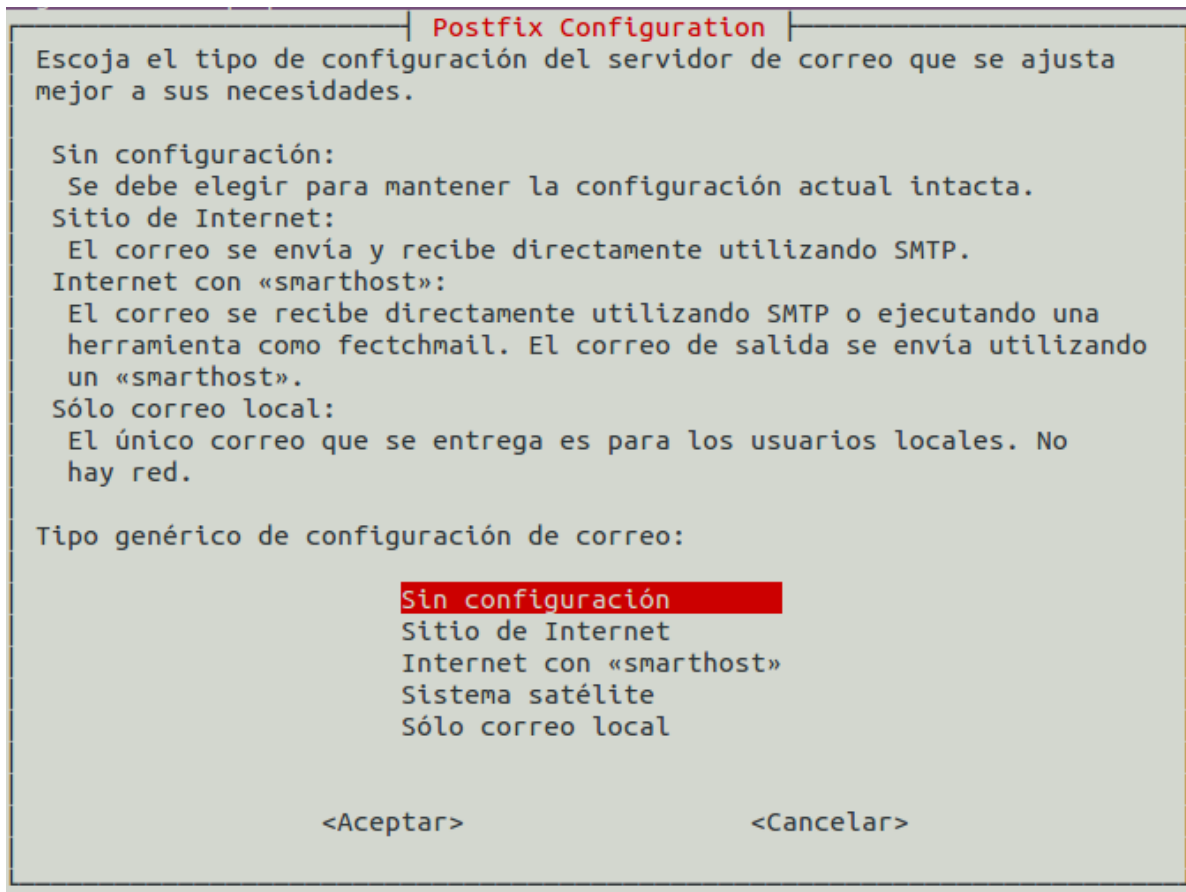 Postfix Configuration
Escoja el tipo de configuración del servidor de correo que se ajusta
mejor a sus necesidades.
Sin configuración:
Se debe elegir para mantener la configuración actual intacta.
Sitio de Internet:
El correo se envía y recibe directamente utilizando SMTP.
Internet con «smarthost»:
El correo se recibe directamente utilizando SMTP o ejecutando una
herramienta como fectchmail. El correo de salida se envía utilizando
un «smarthost».
Sólo correo local:
El único correo que se entrega es para los usuarios locales. No
hay red.
Tipo genérico de configuración de correo:
Sin configuración
Sitio de Internet
Internet con «smarthost»
Sistema satélite
Sólo correo local
<Aceptar> <Cancelar>